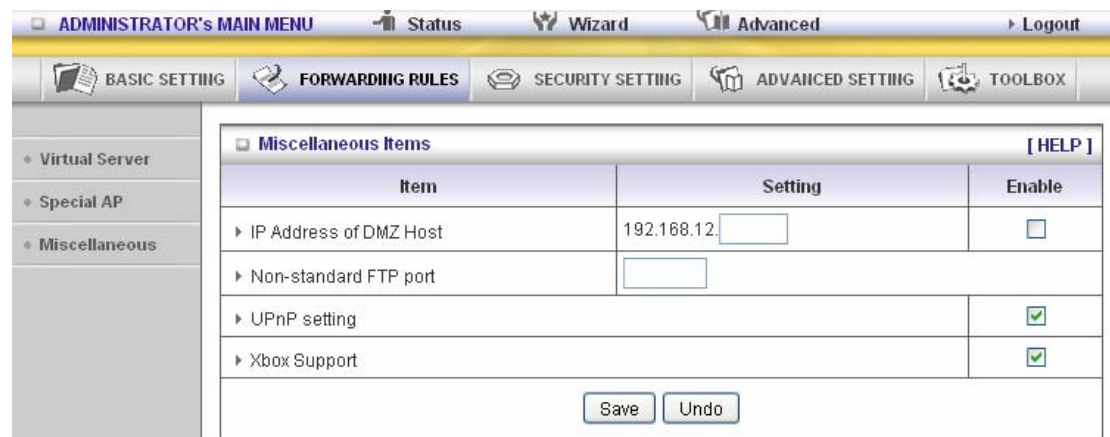 ADMINISTRATOR's MAIN MENU Status Wizard Advanced Logout
BASIC SETTING FORWARDING RULES SECURITY SETTING ADVANCED SETTING TOOLBOX
Virtual Server
Special AP
Miscellaneous
Miscellaneous Items [ HELP ]
Item Setting Enable
IP Address of DMZ Host 192.168.12.
Non-standard FTP port
UPnP setting
Xbox Support
Save Undo